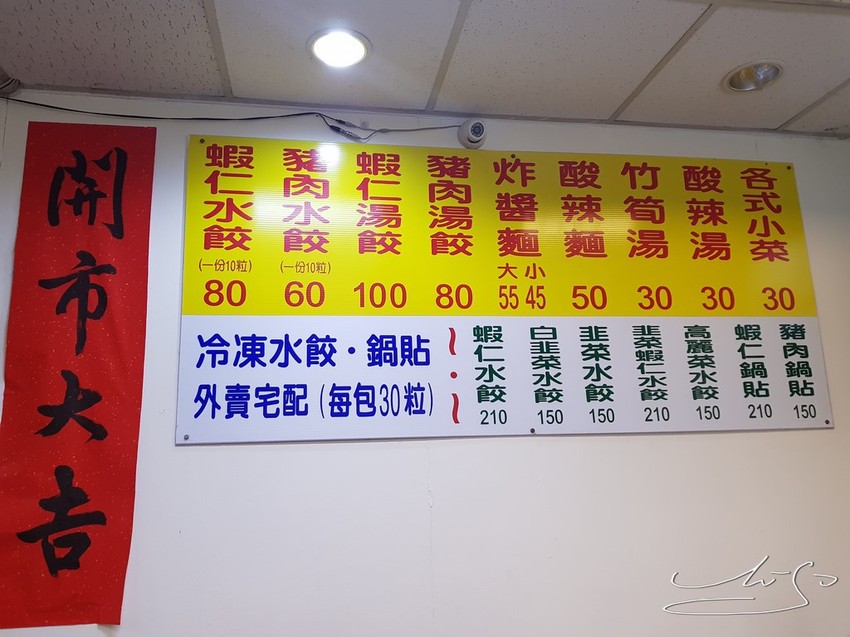 開市大吉
蝦仁水餃
(一份10粒)
80
豬肉水餃
(一份10粒)
60
蝦仁湯餃
100
豬肉湯餃
80
炸醬麵
大 小
55 45
酸辣麵
50
竹筍湯
30
酸辣湯
30
各式小菜
30
冷凍水餃·鍋貼
外賣宅配(每包30粒)
蝦仁水餃
210
白韭菜水餃
150
韭菜水餃
150
韭菜蝦仁水餃
210
高麗菜水餃
150
蝦仁鍋貼
210
豬肉鍋貼
150